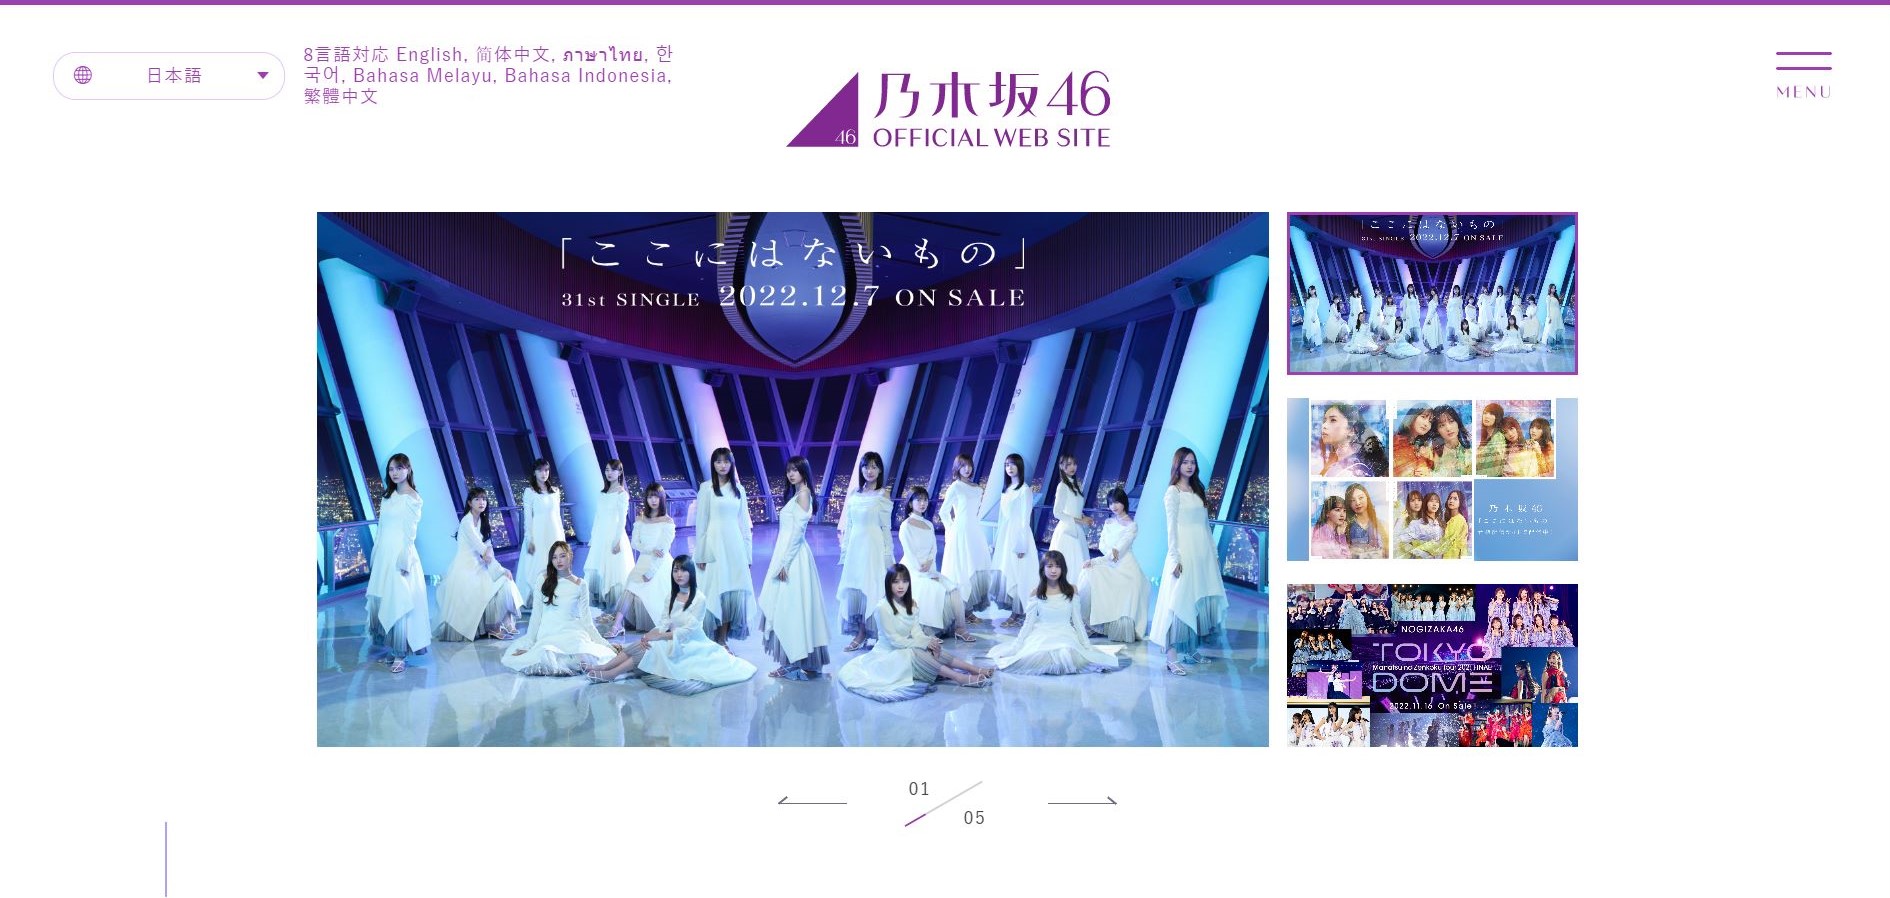 日本語
8言語対応 English, 简体中文, ภาษาไทย, 한
국어, Bahasa Melayu, Bahasa Indonesia,
繁體中文
46
乃木坂46
OFFICIAL WEB SITE
MENU
「ここにはないもの」
31st SINGLE 2022.12.7 ON SALE
「ここにはないもの」
31st SINGLE 2022.12.7 ON SALE
乃木坂46
「ここにはないもの」
NOGIZAKA46
TOKYO
Manatsu no Zenkoku Tour 2021 FINAL
DOME
2022.11.16 On Sale
01
05